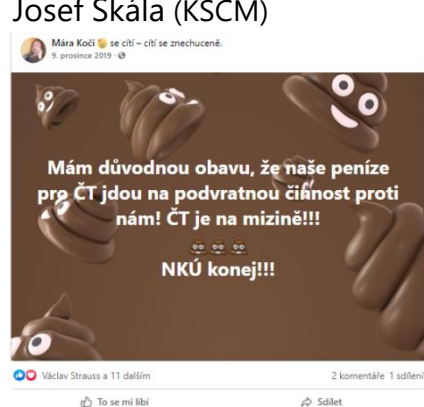 Josef Skála (KSČM)
Mára Kočí se cítí – cítí se znechuceně.
9. prosince 2019 ·
Mám důvodnou obavu, že naše peníze
pro ČT jdou na podvratnou činnost proti
nám! ČT je na mizině!!!
NKÚ konej!!!
Václav Strauss a 11 dalším
2 komentáře 1 sdílení
To se mi líbí
Sdílet